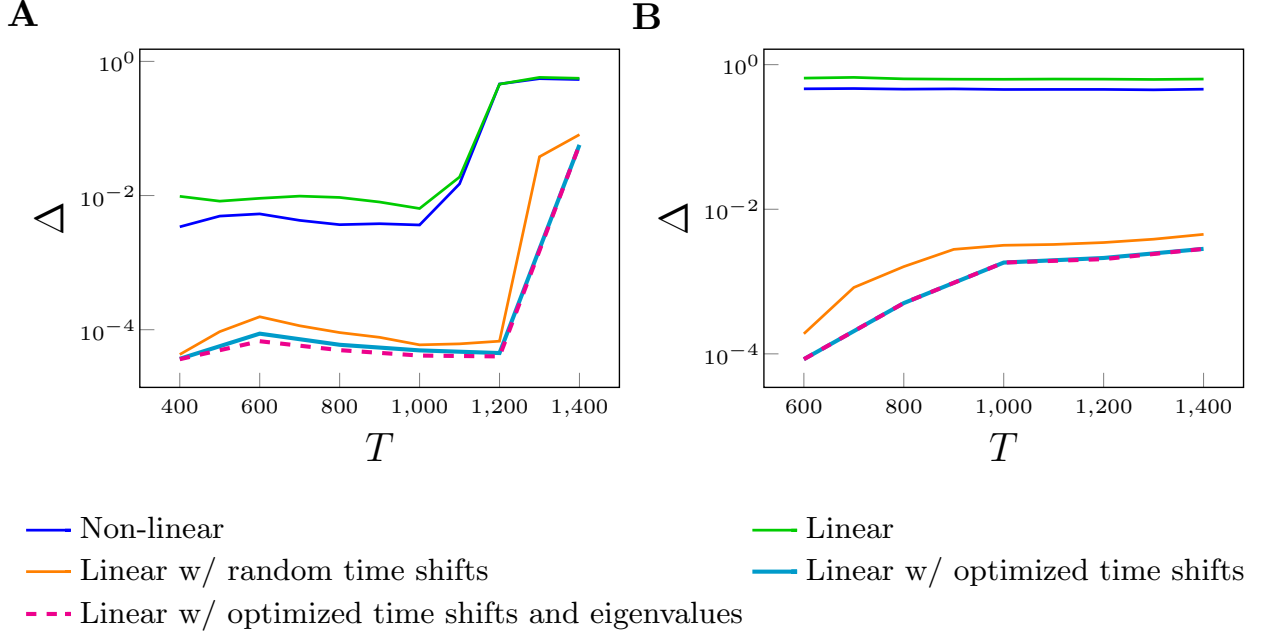 A
B
10^0
10^-2
10^-4
Δ
400 600 800 1,000 1,200 1,400
T
10^0
10^-2
10^-4
Δ
600 800 1,000 1,200 1,400
T
Non-linear
Linear
Linear w/ random time shifts
Linear w/ optimized time shifts
Linear w/ optimized time shifts and eigenvalues